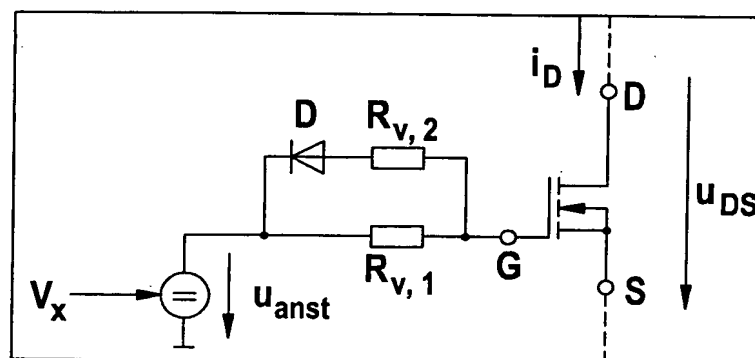 i_D
D
D
R_v, 2
u_DS
G
R_v, 1
S
V_x
=
u_anst